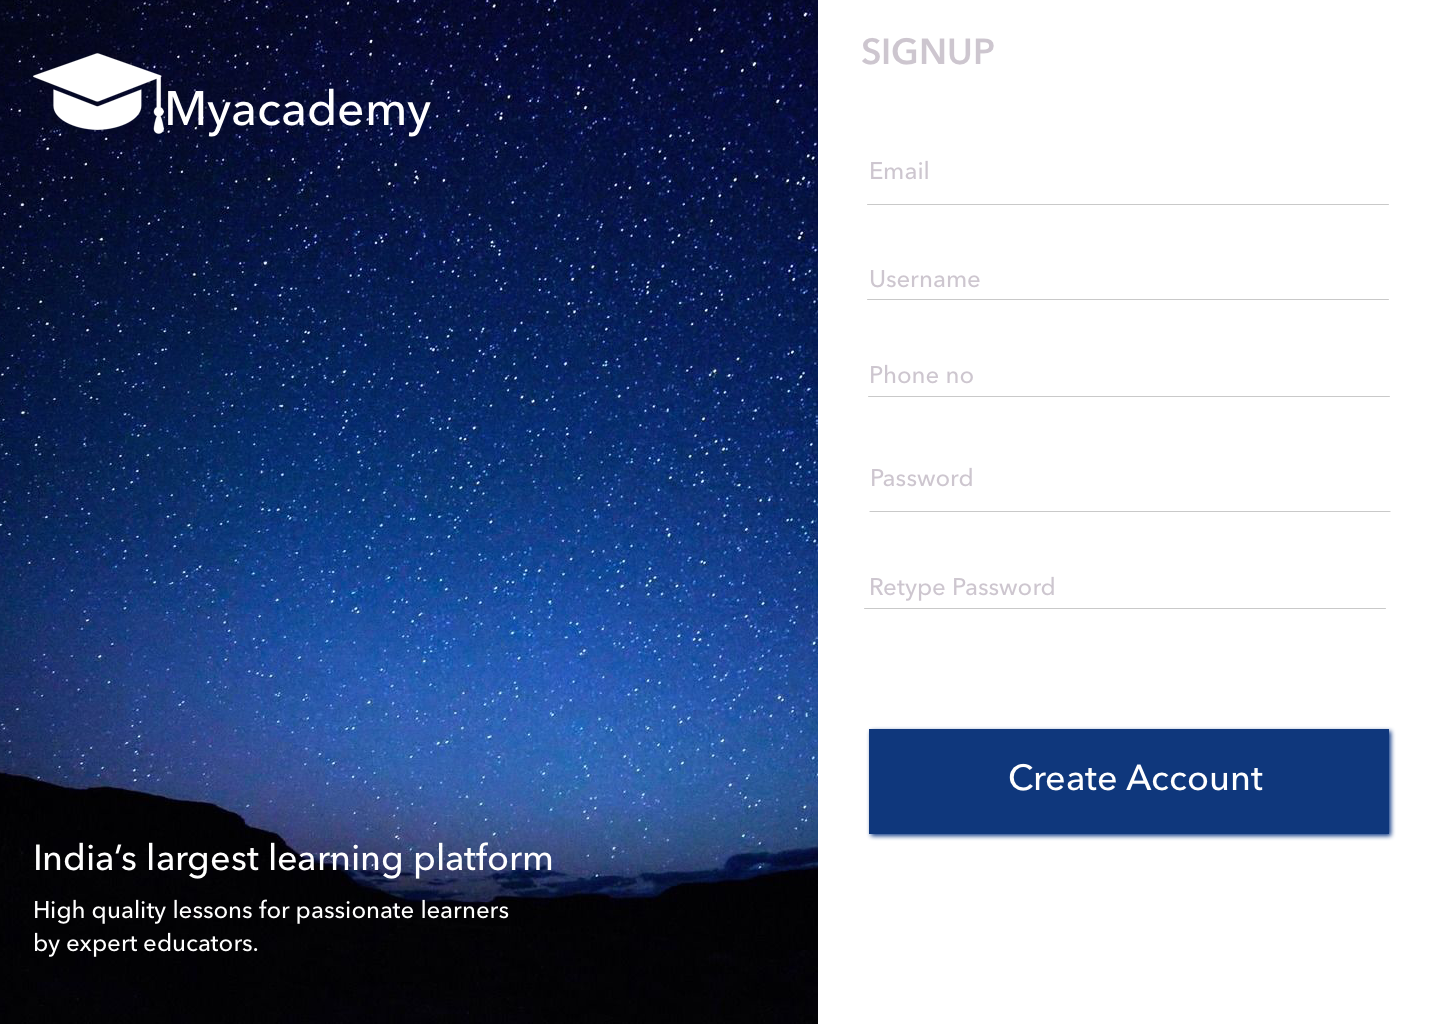 Myacademy
India’s largest learning platform
High quality lessons for passionate learners
by expert educators.
SIGNUP
Email
Username
Phone no
Password
Retype Password
Create Account